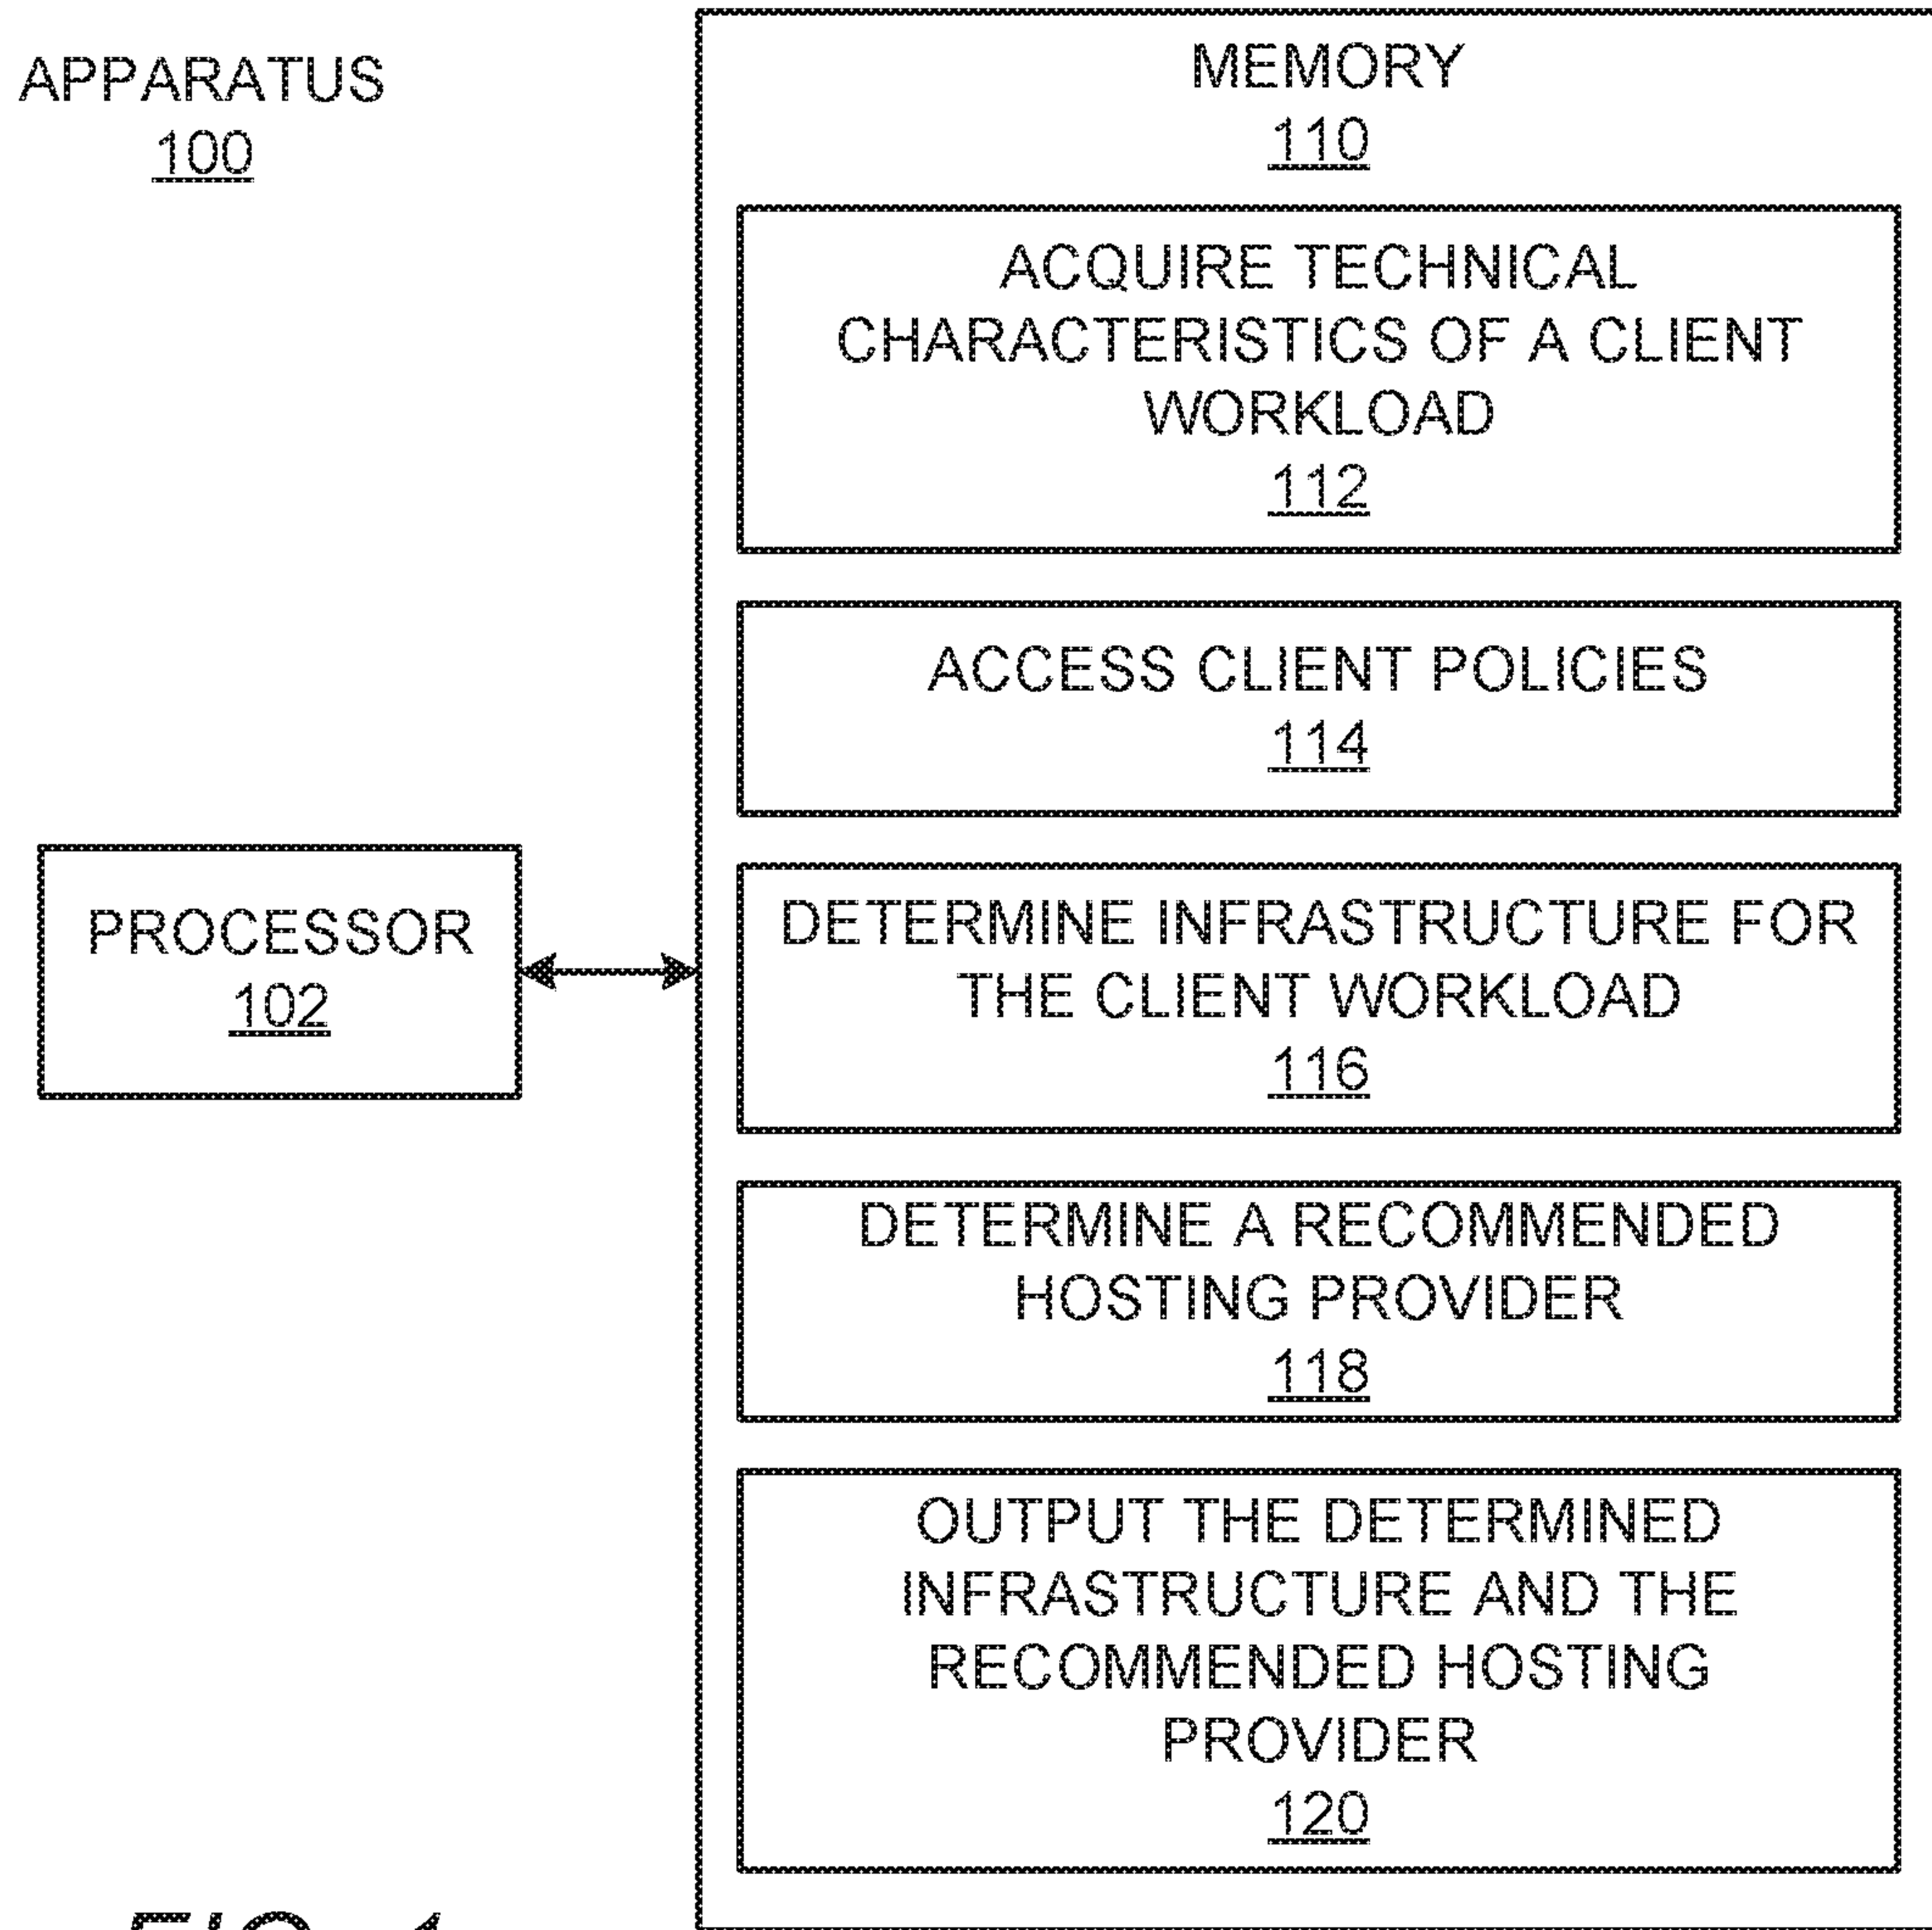 APPARATUS
100
MEMORY
110
ACQUIRE TECHNICAL
CHARACTERISTICS OF A CLIENT
WORKLOAD
112
ACCESS CLIENT POLICIES
114
PROCESSOR
102
DETERMINE INFRASTRUCTURE FOR
THE CLIENT WORKLOAD
116
DETERMINE A RECOMMENDED
HOSTING PROVIDER
118
OUTPUT THE DETERMINED
INFRASTRUCTURE AND THE
RECOMMENDED HOSTING
PROVIDER
120
FIG. 1